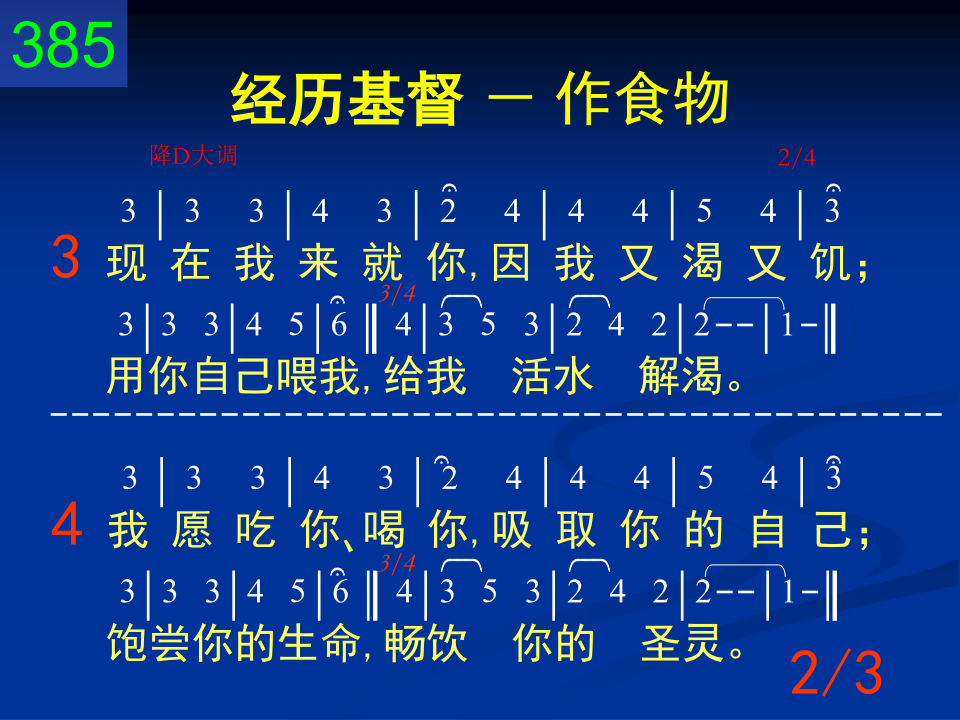 385
经历基督 － 作食物
降D大调 2/4
3 | 3 3 | 4 3 | 2 4 | 4 4 | 5 4 | 3
3 现 在 我 来 就 你,因 我 又 渴 又 饥;
3/4
3 | 3 3 | 4 5 | 6 ‖ 4 | 3 5 3 | 2 4 2 | 2-- | 1-‖
用你自己喂我,给我 活水 解渴。
-------------------------------------------
3 | 3 3 | 4 3 | 2 4 | 4 4 | 5 4 | 3
4 我 愿 吃 你、喝 你,吸 取 你 的 自 己;
3/4
3 | 3 3 | 4 5 | 6 ‖ 4 | 3 5 3 | 2 4 2 | 2-- | 1-‖
饱尝你的生命,畅饮 你的 圣灵。
2/3